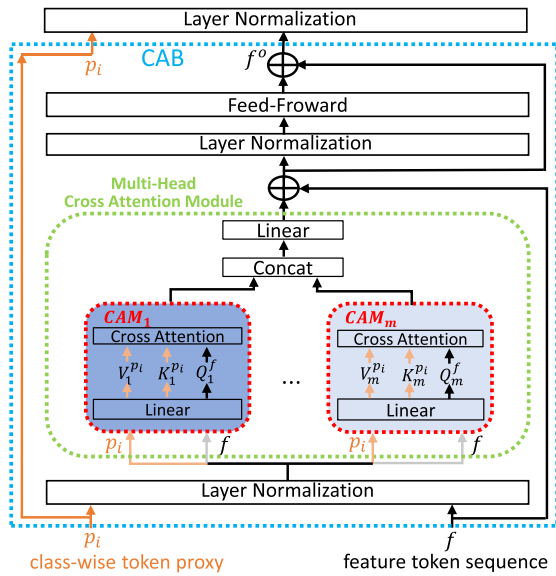 Layer Normalization
p_i
CAB
f^o
Feed-Froward
Layer Normalization
Multi-Head
Cross Attention Module
Linear
Concat
CAM_1
CAM_m
Cross Attention
Cross Attention
V_1^{p_i} K_1^{p_i} Q_1^f
...
V_m^{p_i} K_m^{p_i} Q_m^f
Linear
Linear
p_i f
p_i f
Layer Normalization
p_i
f
class-wise token proxy
feature token sequence